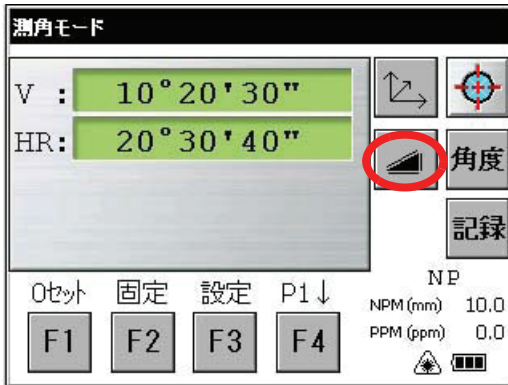 測角モード
V : 10°20'30"
HR: 20°30'40"
角度
記録
0セット 固定 設定 P1↓
F1 F2 F3 F4
NP
NPM (mm) 10.0
PPM (ppm) 0.0